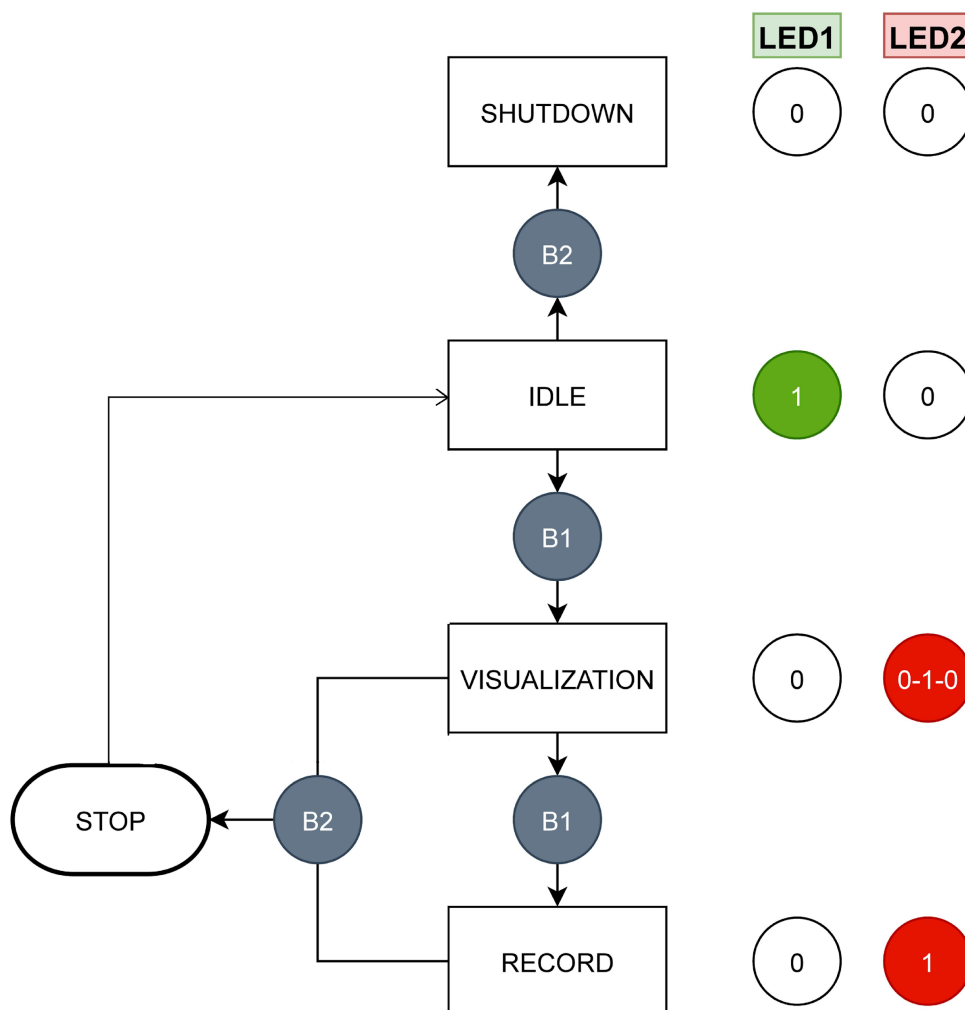 LED1 LED2
SHUTDOWN 0 0
B2
IDLE 1 0
B1
VISUALIZATION 0 0-1-0
STOP B2 B1
RECORD 0 1